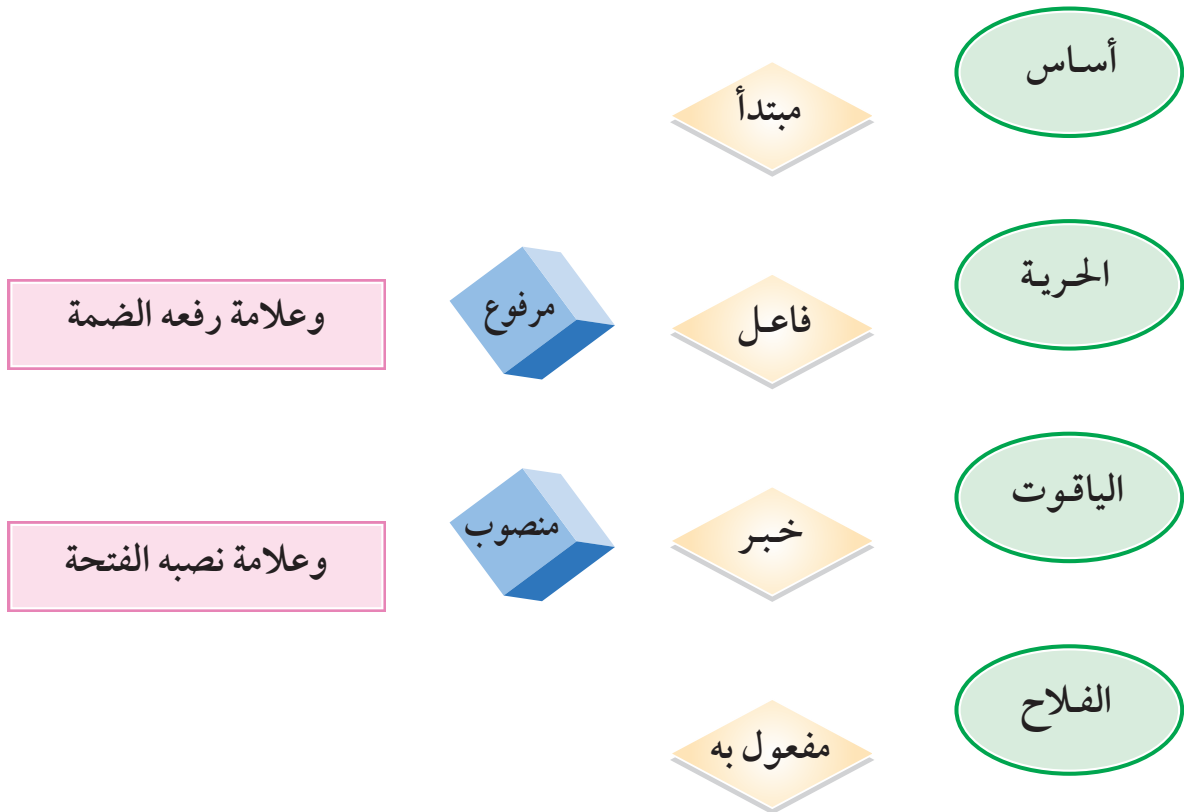 أساس
مبتدأ
الحرية
فاعل
مرفوع
وعلامة رفعه الضمة
الياقوت
خبر
منصوب
وعلامة نصبه الفتحة
الفلاح
مفعول به